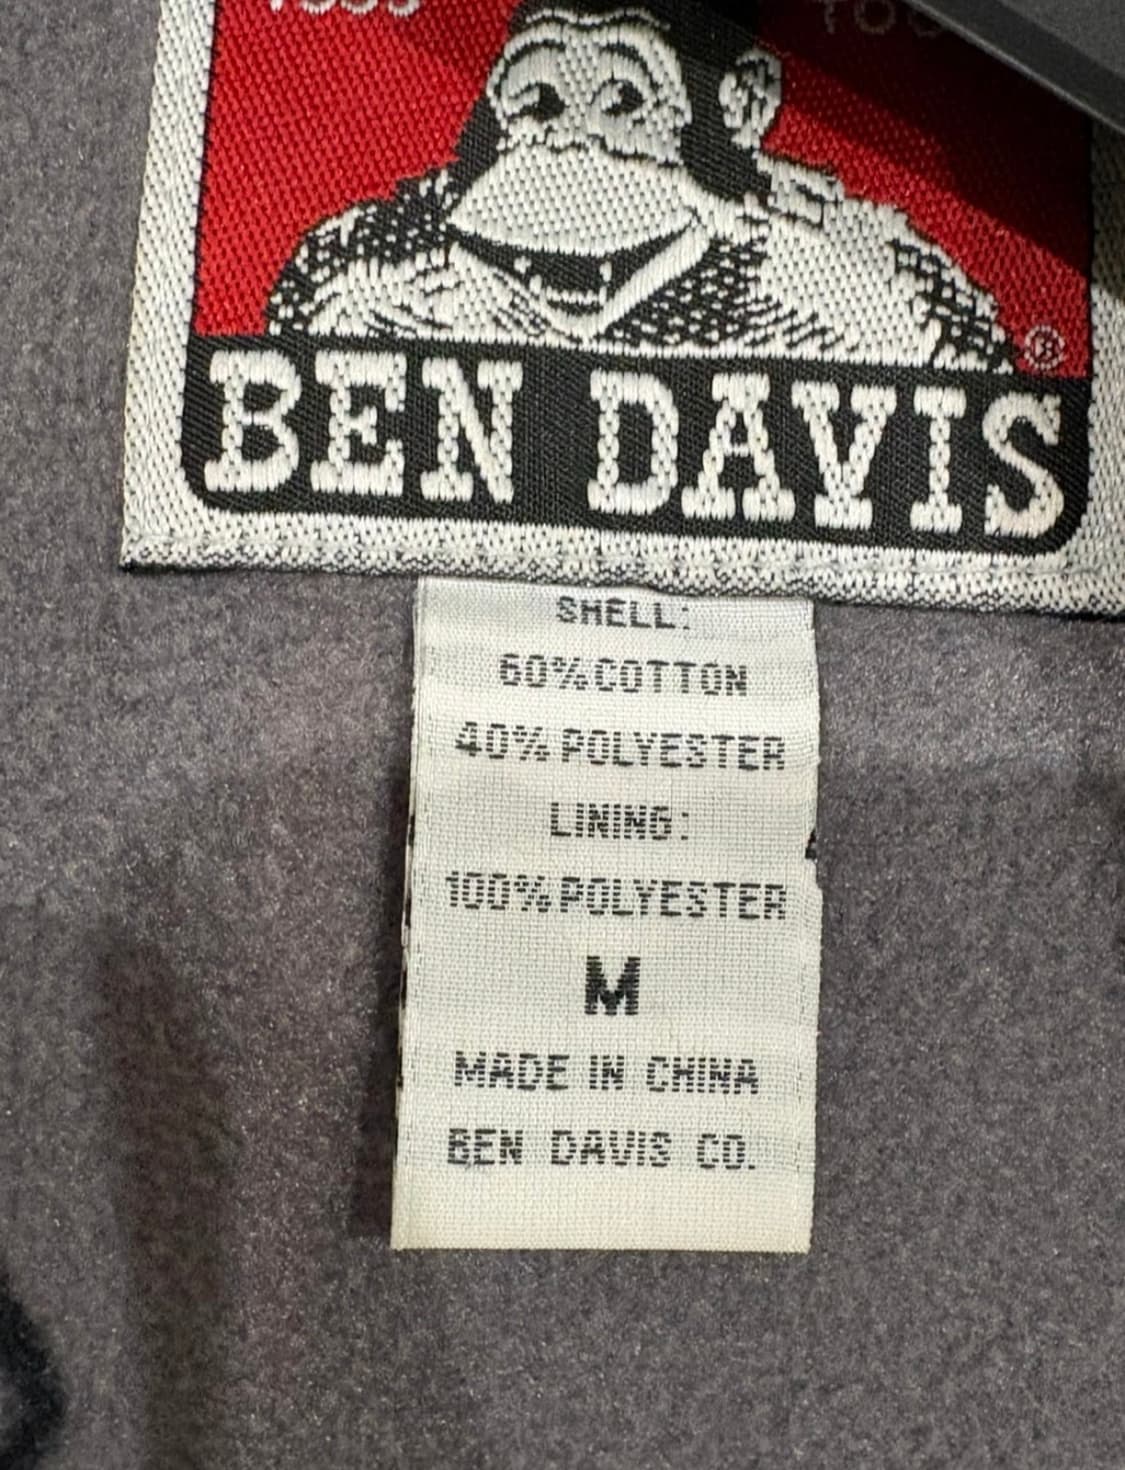 ®
BEN DAVIS
SHELL:
60%COTTON
40%POLYESTER
LINING:
100%POLYESTER
M
MADE IN CHINA
BEN DAVIS CO.